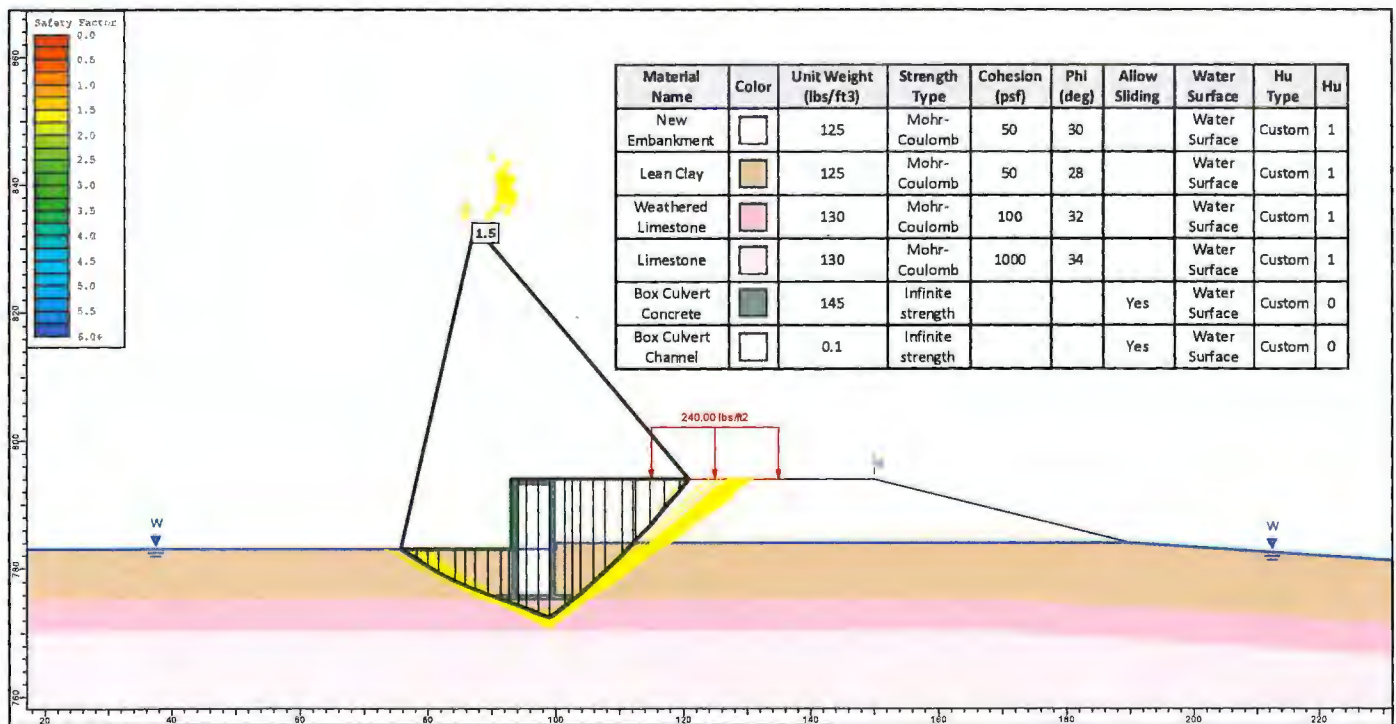 Safety Factor
0.0
0.5
1.0
1.5
2.0
2.5
3.0
3.5
4.0
4.5
5.0
5.5
6.0+
Material Name Color Unit Weight (lbs/ft3) Strength Type Cohesion (psf) Phi (deg) Allow Sliding Water Surface Hu Type Hu
New Embankment 125 Mohr-Coulomb 50 30 Water Surface Custom 1
Lean Clay 125 Mohr-Coulomb 50 28 Water Surface Custom 1
Weathered Limestone 130 Mohr-Coulomb 100 32 Water Surface Custom 1
Limestone 130 Mohr-Coulomb 1000 34 Water Surface Custom 1
Box Culvert Concrete 145 Infinite strength Yes Water Surface Custom 0
Box Culvert Channel 0.1 Infinite strength Yes Water Surface Custom 0
1.5
240.00 lbs/ft2
W
W
860
840
820
800
780
760
20 40 60 80 100 120 140 160 180 200 220